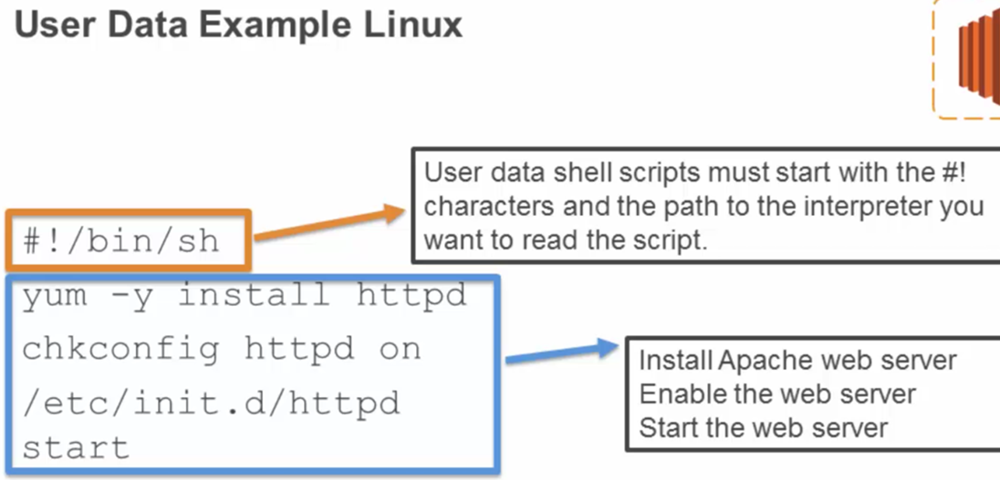 User Data Example Linux
User data shell scripts must start with the #!
characters and the path to the interpreter you
want to read the script.
#!/bin/sh
yum -y install httpd
chkconfig httpd on
/etc/init.d/httpd
start
Install Apache web server
Enable the web server
Start the web server